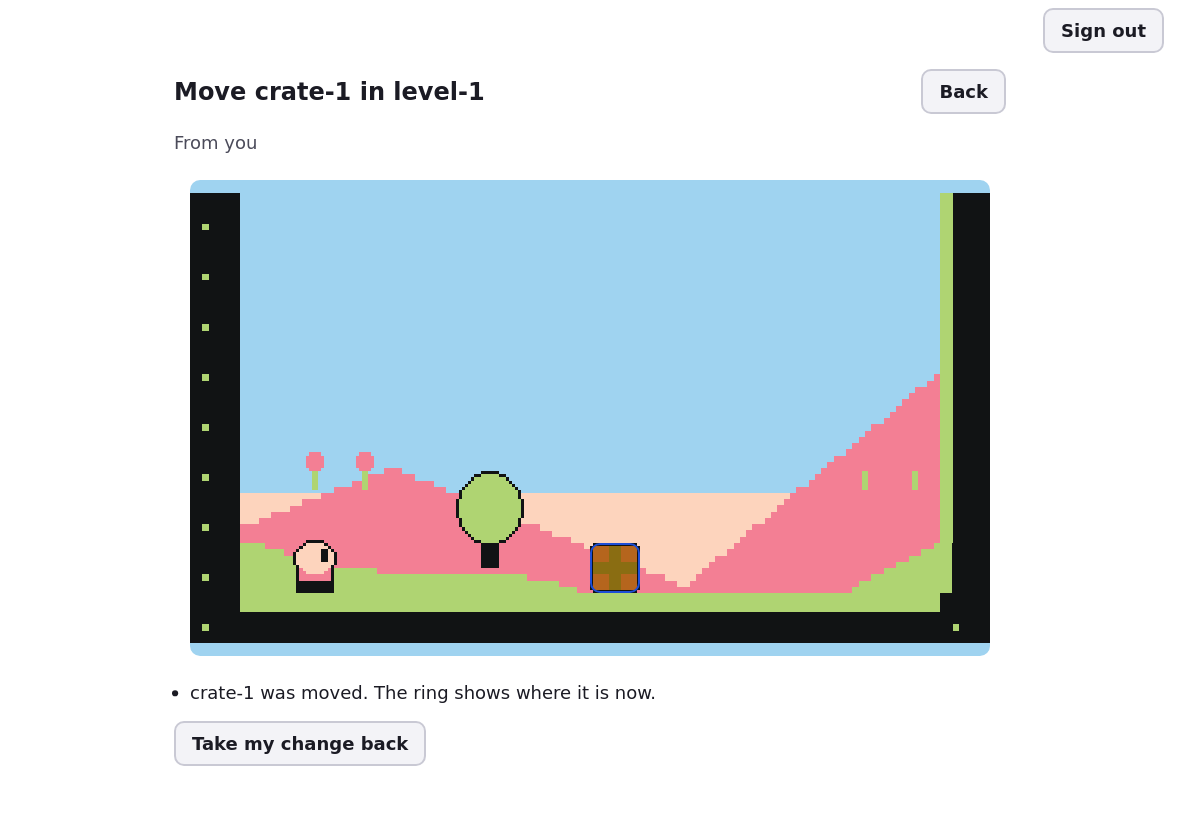 Sign out
Move crate-1 in level-1
Back
From you
crate-1 was moved. The ring shows where it is now.
Take my change back